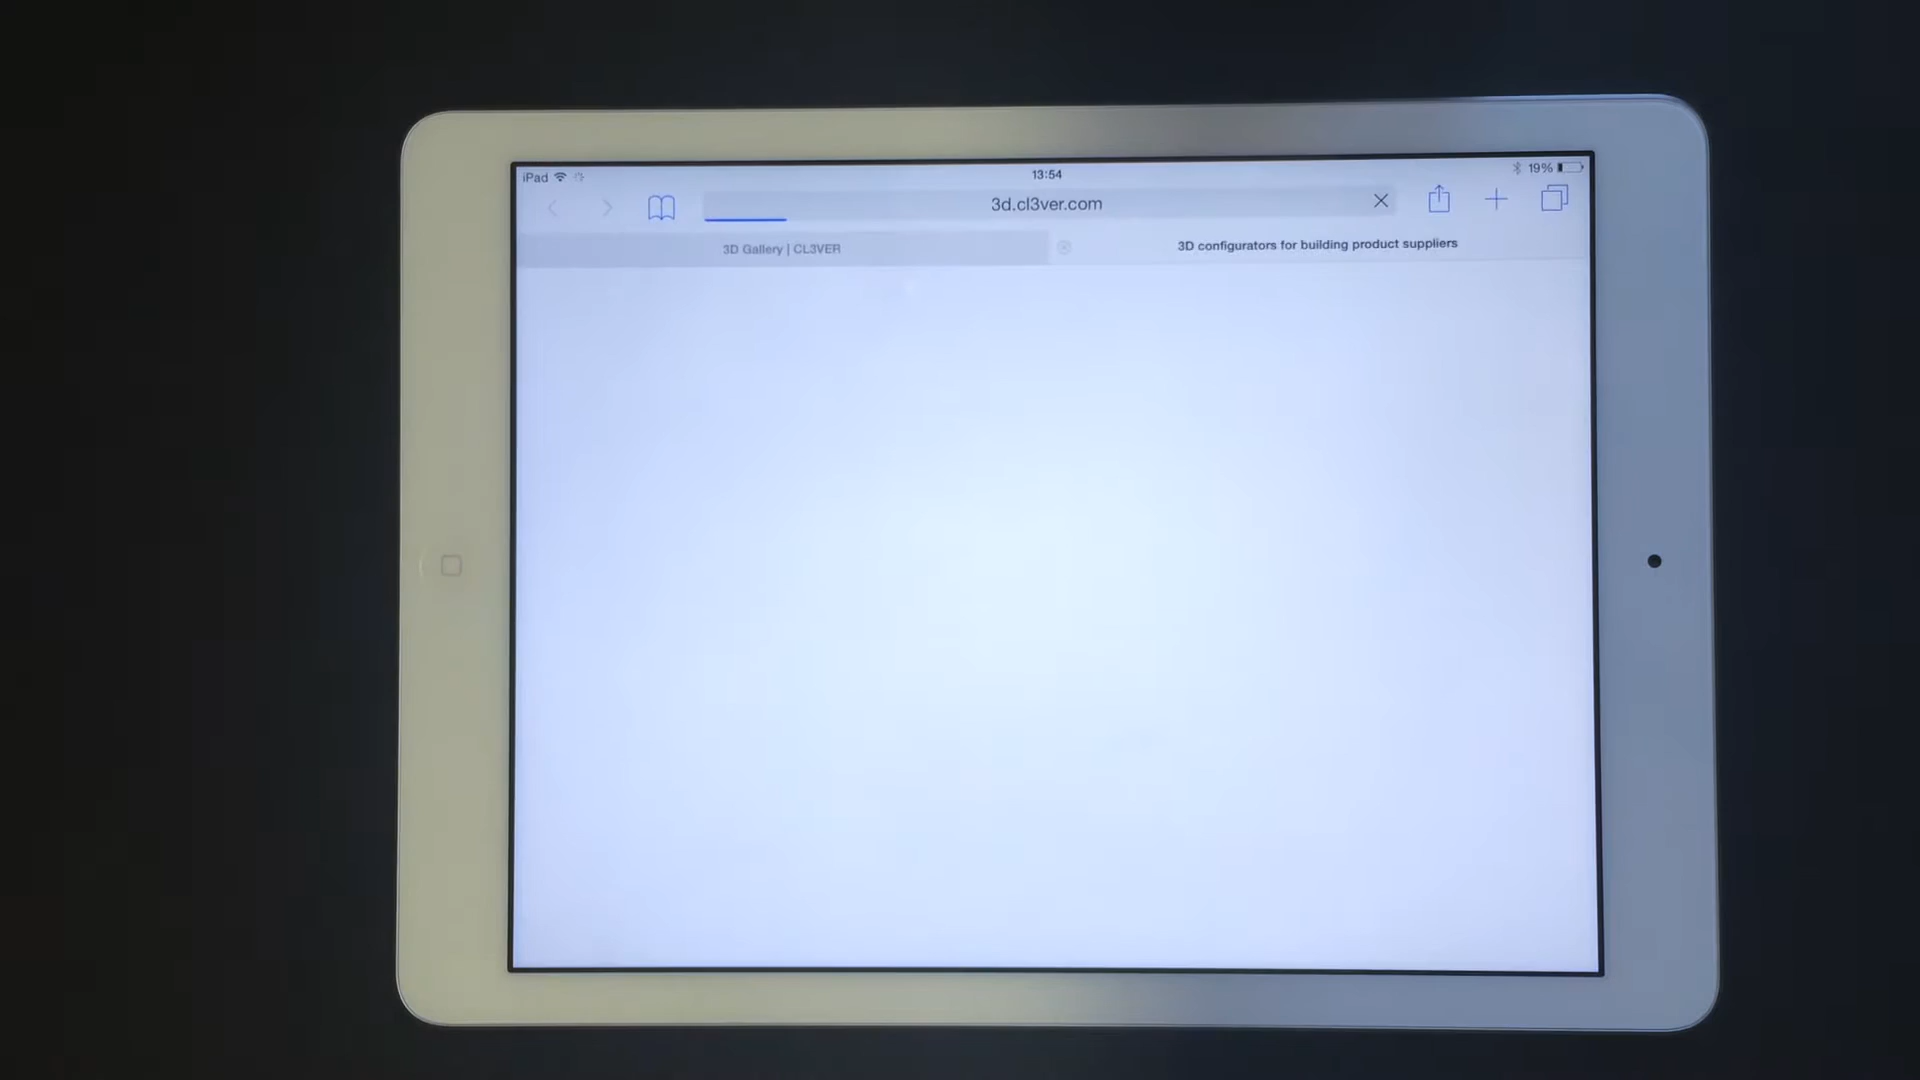 iPad
13:54
19%
3d.cl3ver.com
3D Gallery | CL3VER
3D configurators for building product suppliers